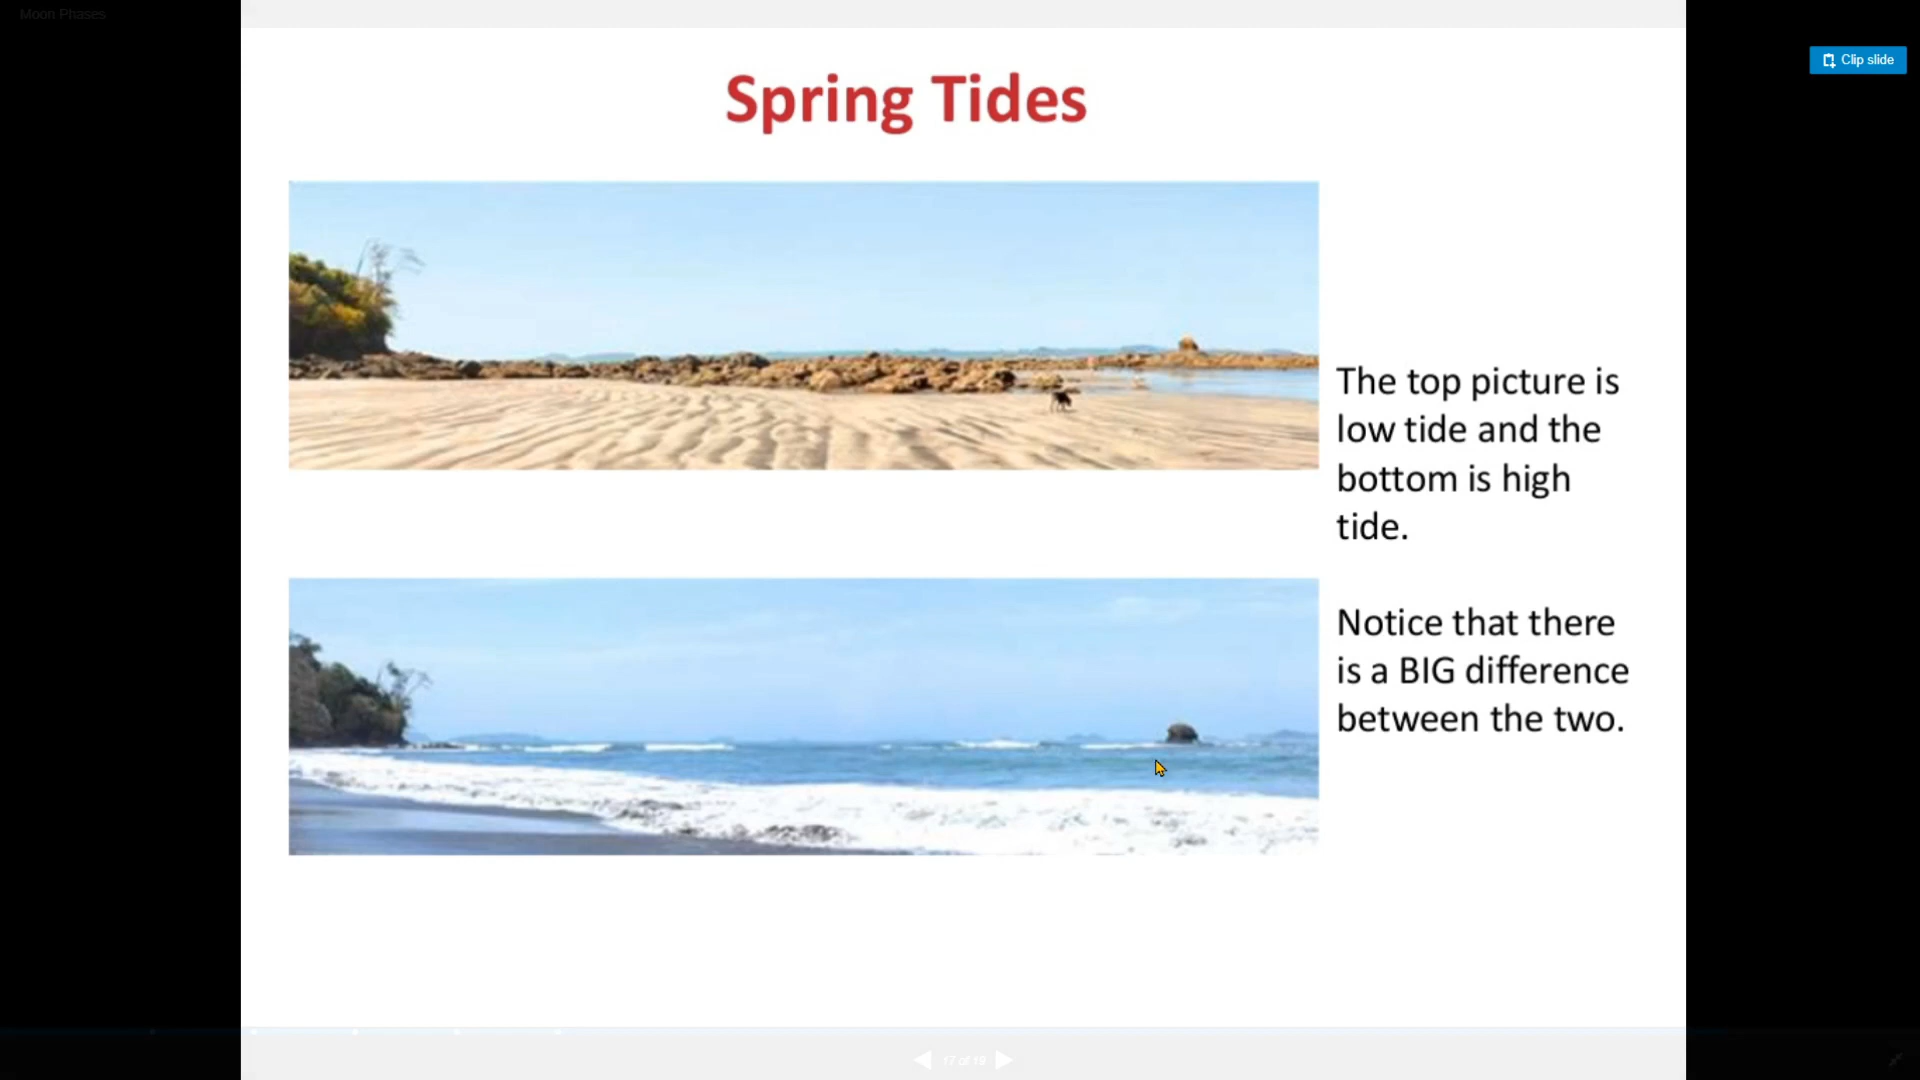 Moon Phases
Clip slide
Spring Tides
The top picture is
low tide and the
bottom is high
tide.
Notice that there
is a BIG difference
between the two.
17 of 19